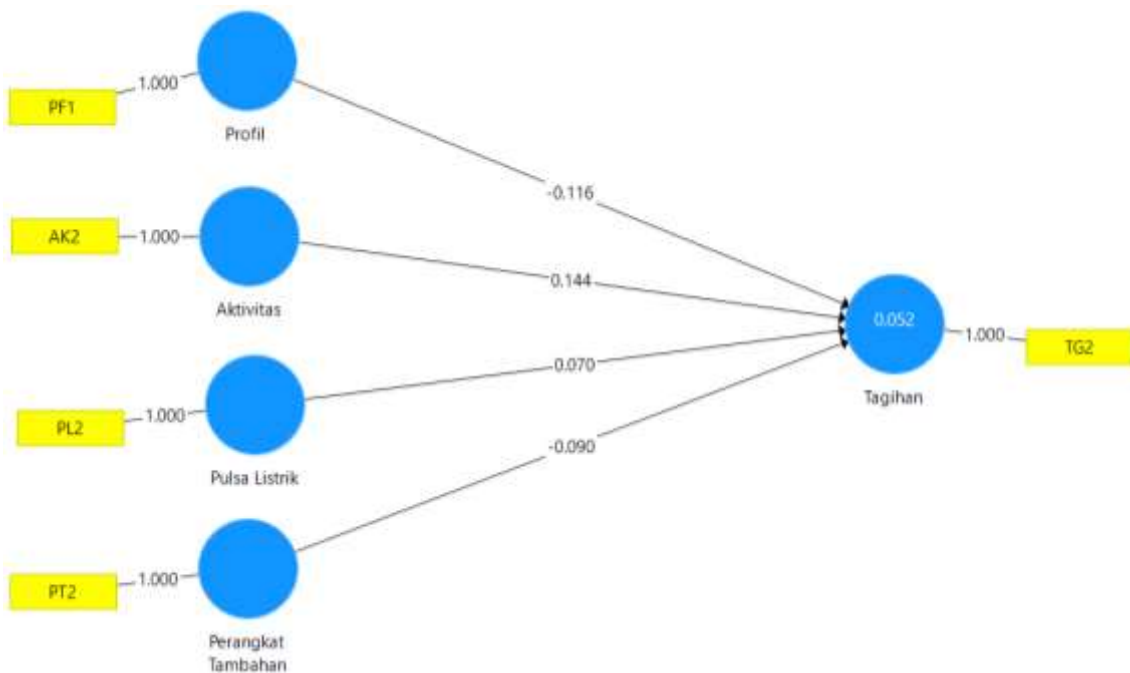 PF1
1.000
Profil
-0.116
AK2
1.000
Aktivitas
0.144
0.052
1.000
TG2
Tagihan
PL2
1.000
Pulsa Listrik
0.070
-0.090
PT2
1.000
Perangkat
Tambahan